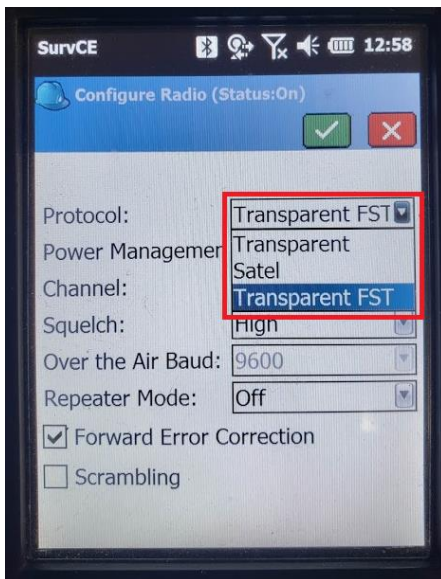 SurvCE 12:58
Configure Radio (Status:On)
Protocol: Transparent FST
Power Managemen
Transparent
Satel
Transparent FST
Channel:
Squelch: High
Over the Air Baud: 9600
Repeater Mode: Off
Forward Error Correction
Scrambling